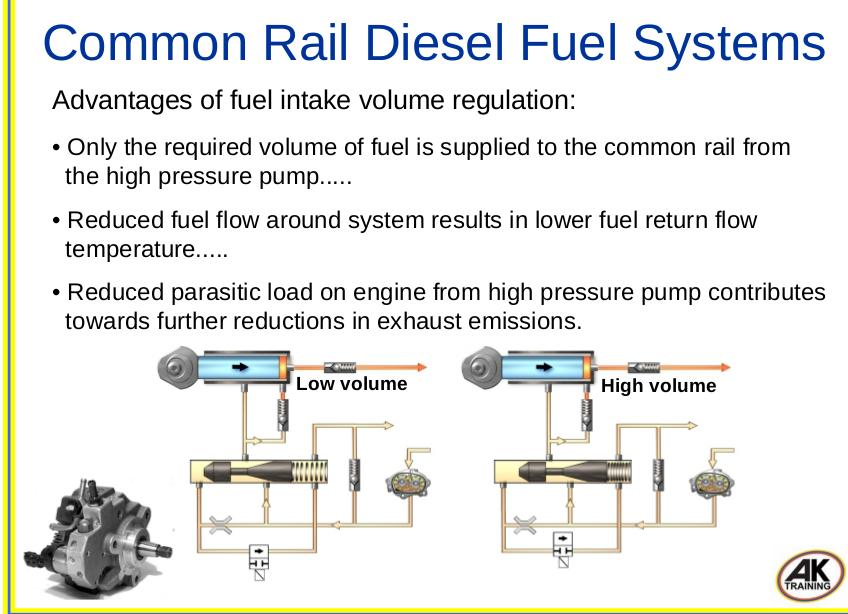 Common Rail Diesel Fuel Systems
Advantages of fuel intake volume regulation:
• Only the required volume of fuel is supplied to the common rail from
the high pressure pump.....
• Reduced fuel flow around system results in lower fuel return flow
temperature.....
• Reduced parasitic load on engine from high pressure pump contributes
towards further reductions in exhaust emissions.
Low volume
High volume
AK
TRAINING